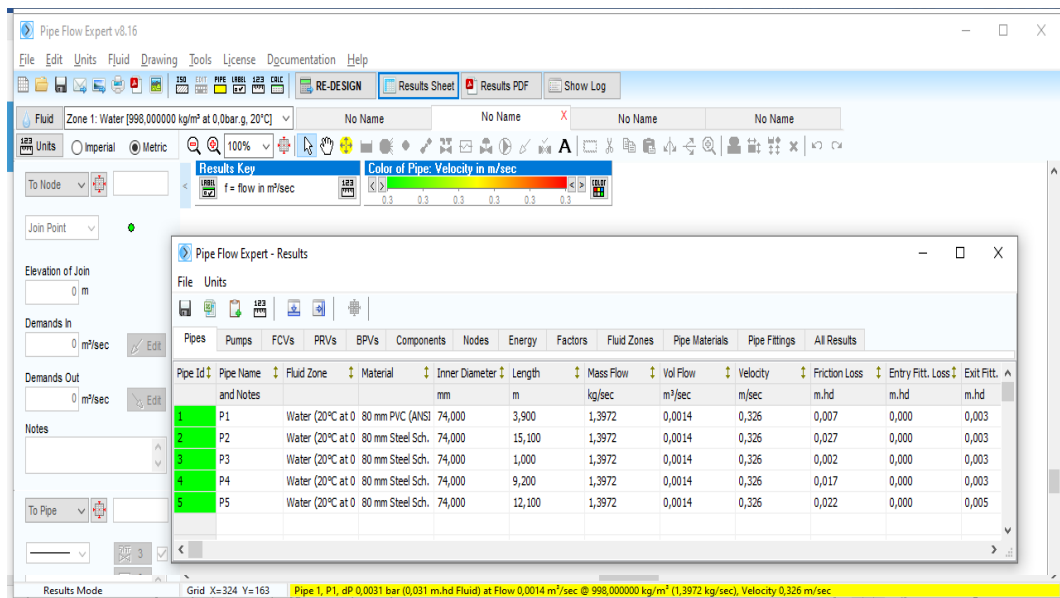 Pipe Flow Expert v8.16
File Edit Units Fluid Drawing Tools License Documentation Help
ISO EDIT PIPE LABEL 123 CALC RE-DESIGN Results Sheet Results PDF Show Log
Fluid Zone 1: Water [998,000000 kg/m³ at 0,0bar.g, 20°C] No Name No Name X No Name No Name
123 Units Imperial Metric 100% A
Results Key Color of Pipe: Velocity in m/sec
To Node LABEL f = flow in m³/sec 123 COLOR
0.3 0.3 0.3 0.3 0.3 0.3
Join Point
Pipe Flow Expert - Results
Elevation of Join
File Units
0 m
123
Demands In
Pipes Pumps FCVs PRVs BPVs Components Nodes Energy Factors Fluid Zones Pipe Materials Pipe Fittings All Results
0 m³/sec Edit
Pipe Id Pipe Name Fluid Zone Material Inner Diameter Length Mass Flow Vol Flow Velocity Friction Loss Entry Fitt. Loss Exit Fitt.
Demands Out
and Notes mm m kg/sec m³/sec m/sec m.hd m.hd m.hd
0 m³/sec Edit
1 P1 Water (20°C at 0 80 mm PVC (ANSI 74,000 3,900 1,3972 0,0014 0,326 0,007 0,000 0,003
Notes
2 P2 Water (20°C at 0 80 mm Steel Sch. 74,000 15,100 1,3972 0,0014 0,326 0,027 0,000 0,003
3 P3 Water (20°C at 0 80 mm Steel Sch. 74,000 1,000 1,3972 0,0014 0,326 0,002 0,000 0,003
4 P4 Water (20°C at 0 80 mm Steel Sch. 74,000 9,200 1,3972 0,0014 0,326 0,017 0,000 0,003
5 P5 Water (20°C at 0 80 mm Steel Sch. 74,000 12,100 1,3972 0,0014 0,326 0,022 0,000 0,005
To Pipe
3
Results Mode Grid X=324 Y=163 Pipe 1, P1, dP 0,0031 bar (0,031 m.hd Fluid) at Flow 0,0014 m³/sec @ 998,000000 kg/m³ (1,3972 kg/sec), Velocity 0,326 m/sec